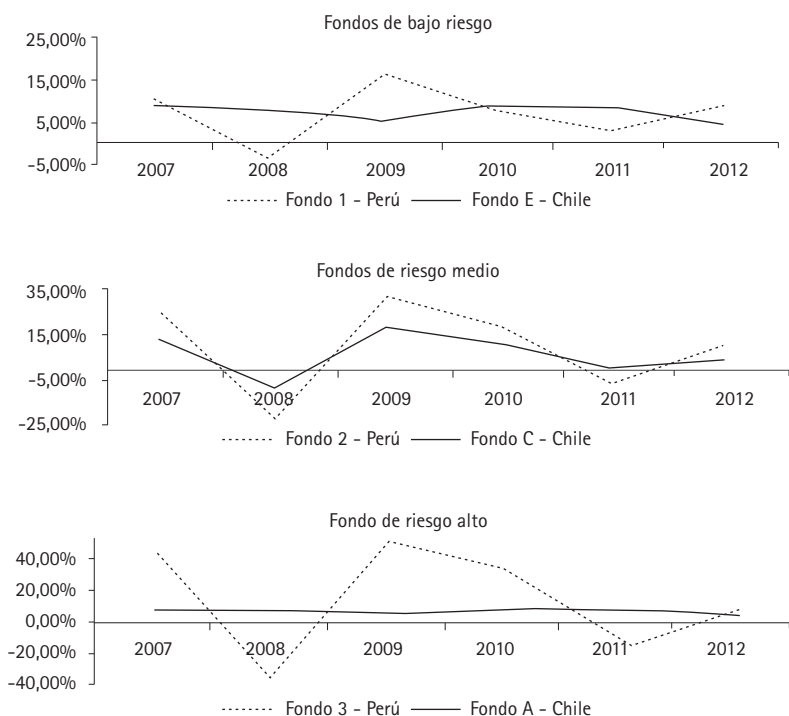 Fondos de bajo riesgo
25,00%
15,00%
5,00%
-5,00%
2007 2008 2009 2010 2011 2012
Fondo 1 - Perú Fondo E - Chile
Fondos de riesgo medio
35,00%
15,00%
-5,00%
-25,00%
2007 2008 2009 2010 2011 2012
Fondo 2 - Perú Fondo C - Chile
Fondo de riesgo alto
40,00%
20,00%
0,00%
-20,00%
-40,00%
2007 2008 2009 2010 2011 2012
Fondo 3 - Perú Fondo A - Chile